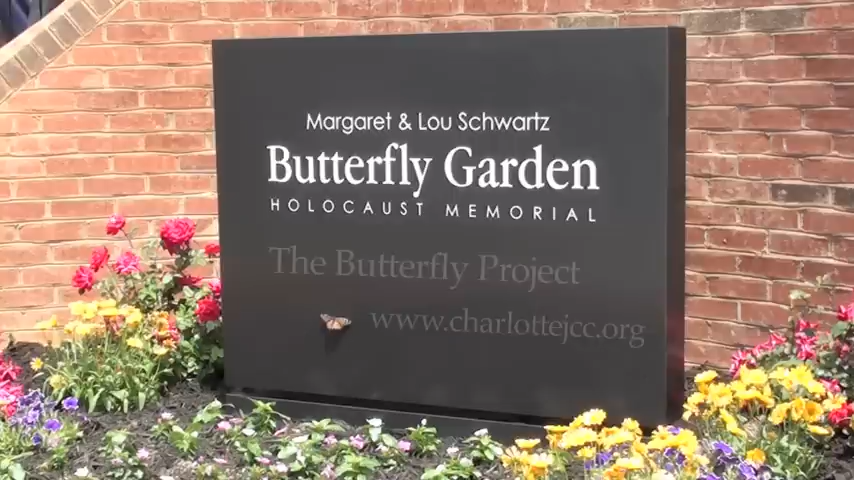 Margaret & Lou Schwartz
Butterfly Garden
HOLOCAUST MEMORIAL
The Butterfly Project
www.charlottejcc.org